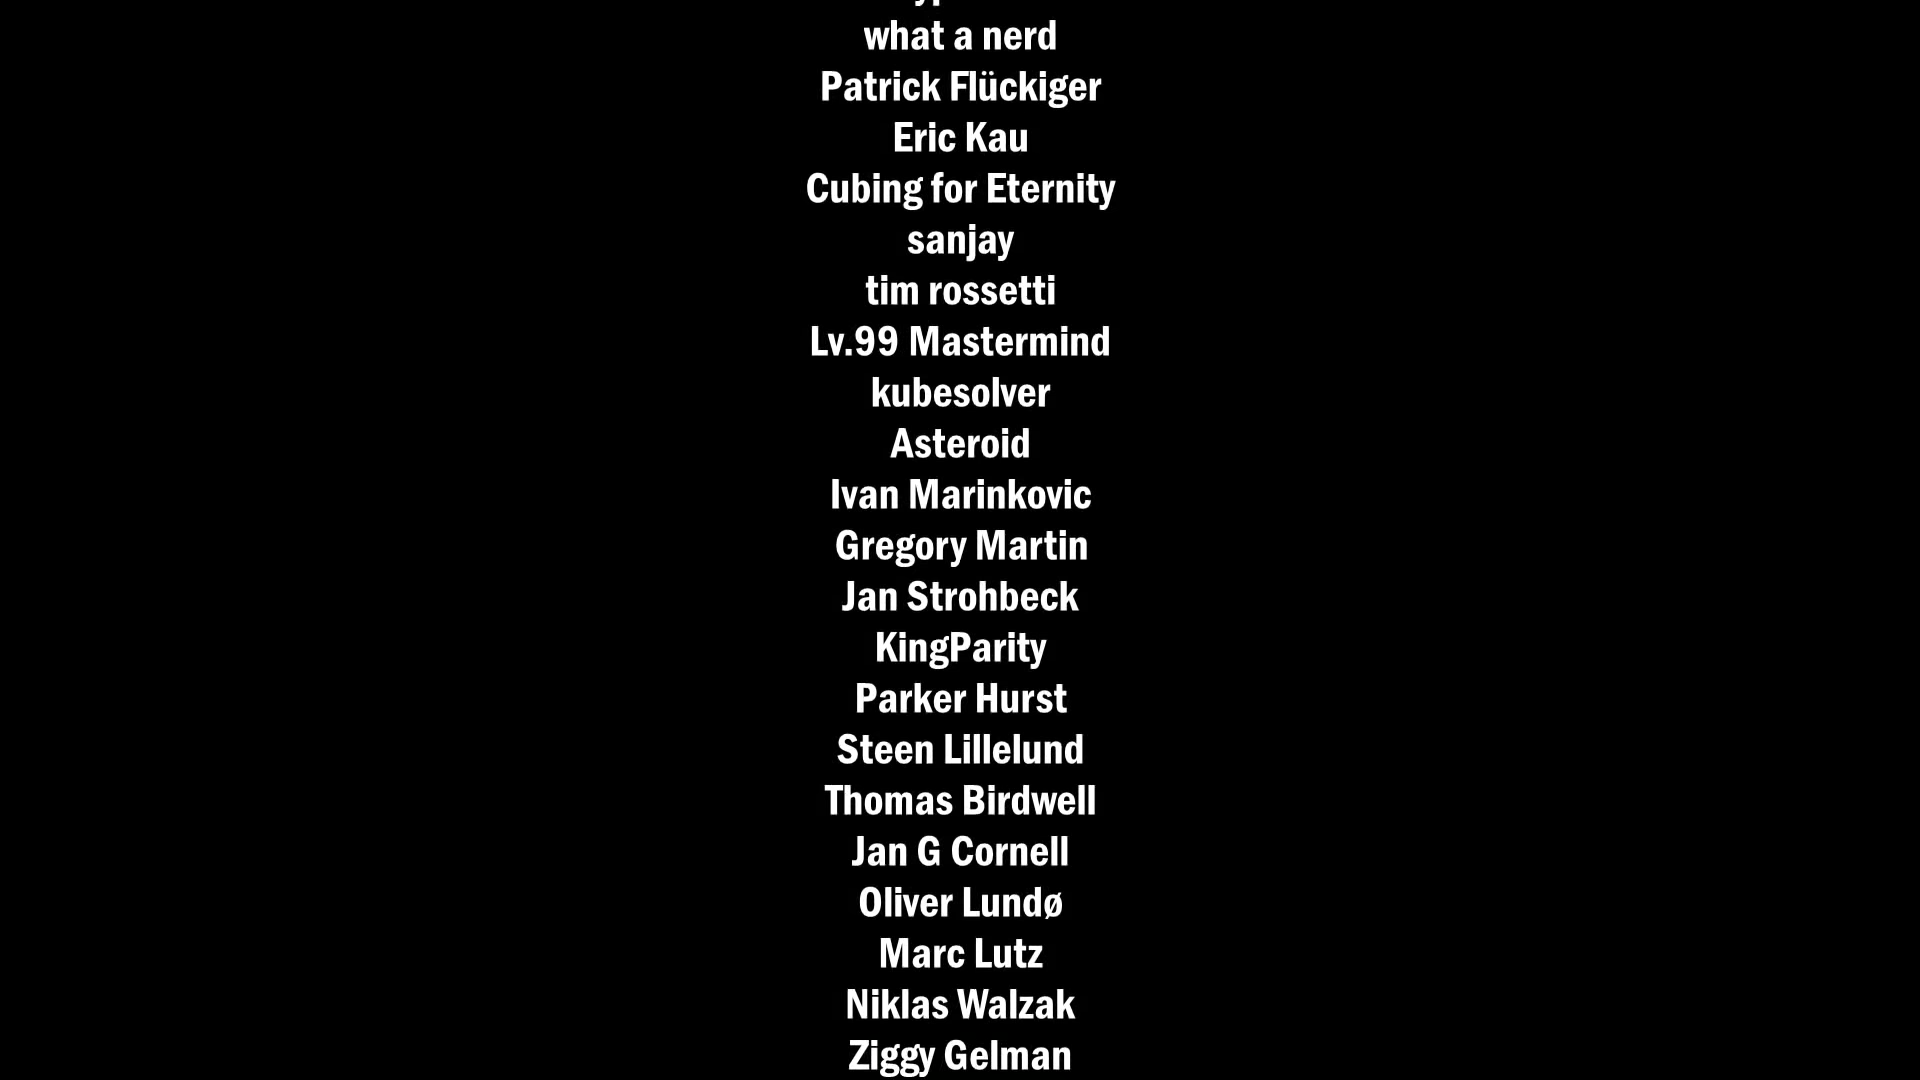 what a nerd
Patrick Flückiger
Eric Kau
Cubing for Eternity
sanjay
tim rossetti
Lv.99 Mastermind
kubesolver
Asteroid
Ivan Marinkovic
Gregory Martin
Jan Strohbeck
KingParity
Parker Hurst
Steen Lillelund
Thomas Birdwell
Jan G Cornell
Oliver Lundø
Marc Lutz
Niklas Walzak
Ziggy Gelman